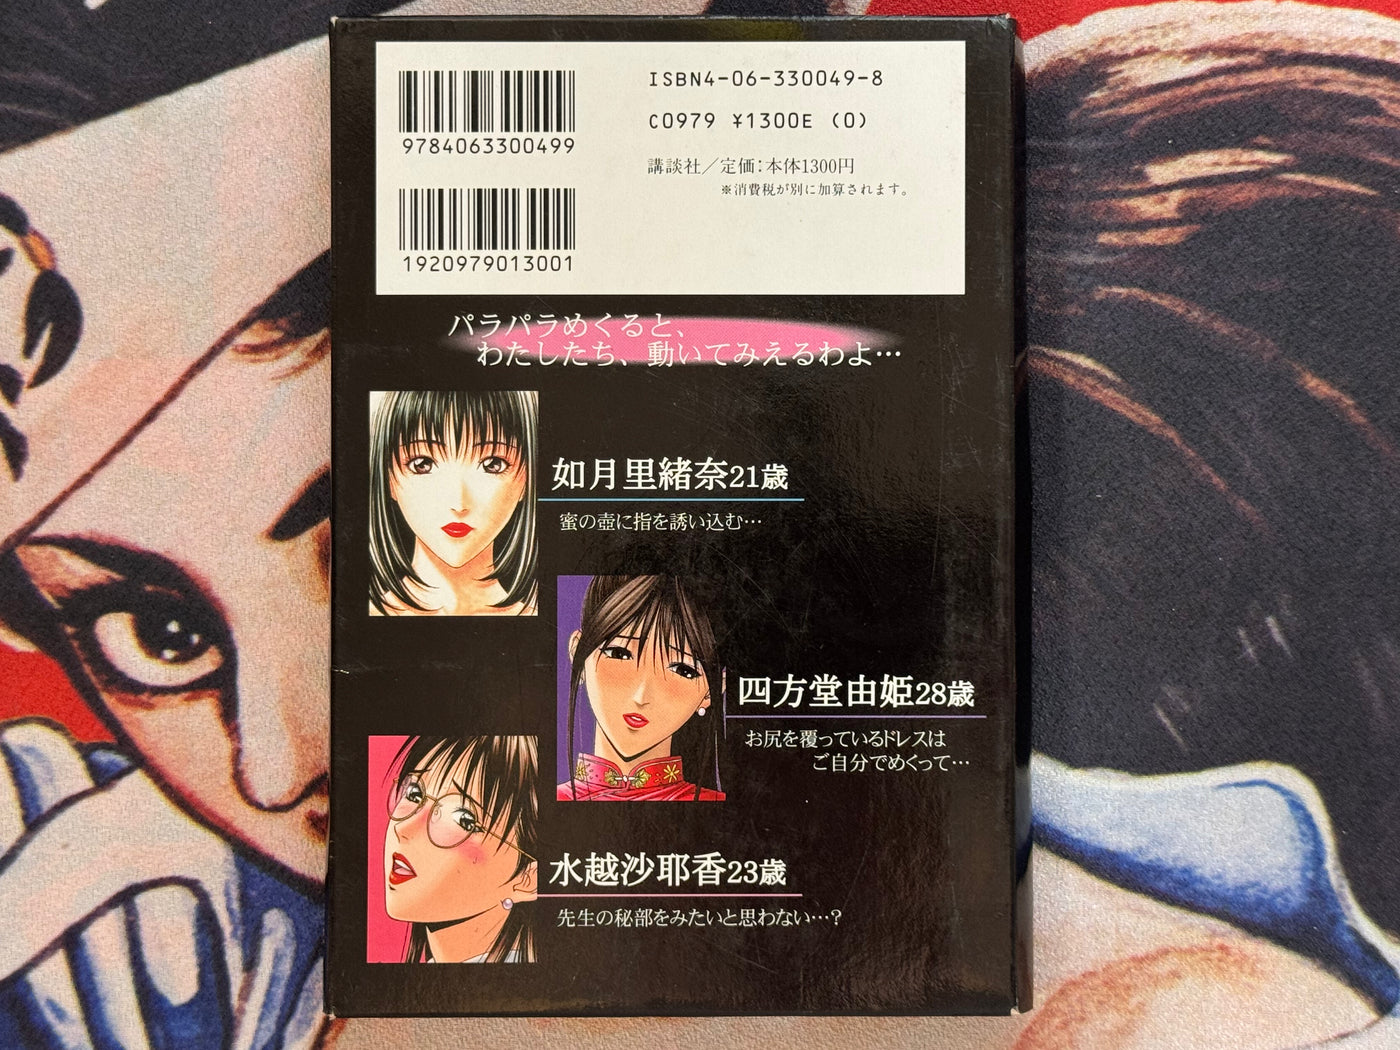 ISBN4-06-330049-8
C0979 ¥1300E (0)
9784063300499
講談社／定価：本体1300円
※消費税が別に加算されます。
1920979013001
パラパラめくると、
わたしたち、動いてみえるわよ…
如月里緒奈21歳
蜜の壺に指を誘い込む…
四方堂由姫28歳
お尻を覆っているドレスは
ご自分でめくって…
水越沙耶香23歳
先生の秘部をみたいと思わない…？